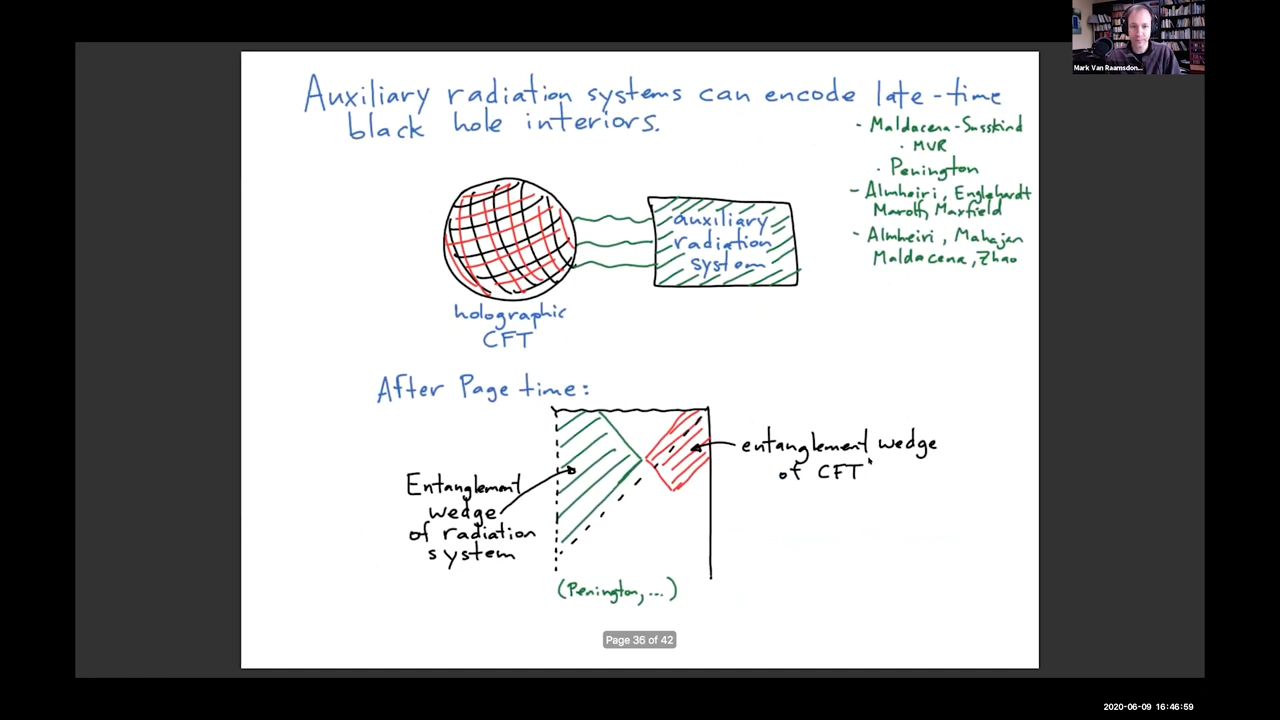 Mark Van Raamsdon...
Auxiliary radiation systems can encode late-time
black hole interiors.
- Maldacena-Susskind
· MVR
· Penington
- Almheiri, Englehardt
Marolf, Maxfield
- Almheiri, Mahajan
Maldacena, Zhao
auxiliary
radiation
system
holographic
CFT
After Page time:
entanglement wedge
of CFT
Entanglement
wedge
of radiation
system
(Penington, ...)
Page 36 of 42
2020-06-09 16:46:59